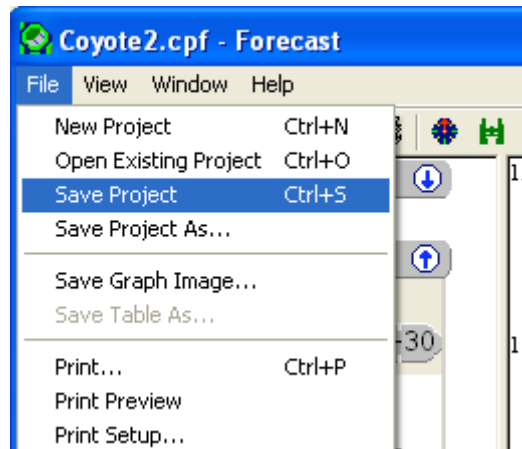 Coyote2.cpf - Forecast
File View Window Help
New Project Ctrl+N
Open Existing Project Ctrl+O
Save Project Ctrl+S
Save Project As...
Save Graph Image...
Save Table As...
-30
Print... Ctrl+P
Print Preview
Print Setup...